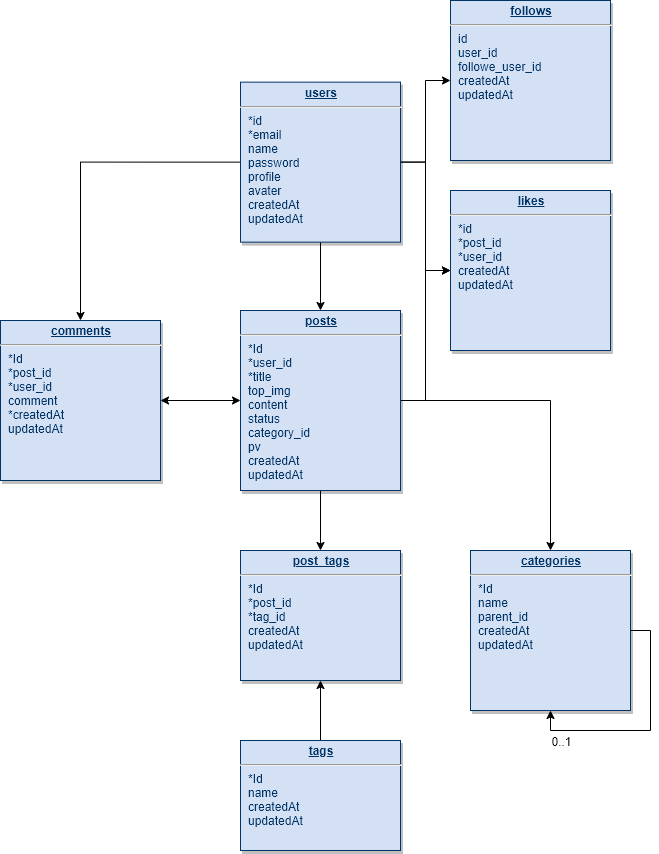 follows
id
user_id
followe_user_id
createdAt
updatedAt
users
*id
*email
name
password
profile
avater
createdAt
updatedAt
likes
*id
*post_id
*user_id
createdAt
updatedAt
comments
*Id
*post_id
*user_id
comment
*createdAt
updatedAt
posts
*Id
*user_id
*title
top_img
content
status
category_id
pv
createdAt
updatedAt
post_tags
*Id
*post_id
*tag_id
createdAt
updatedAt
categories
*Id
name
parent_id
createdAt
updatedAt
0..1
tags
*Id
name
createdAt
updatedAt